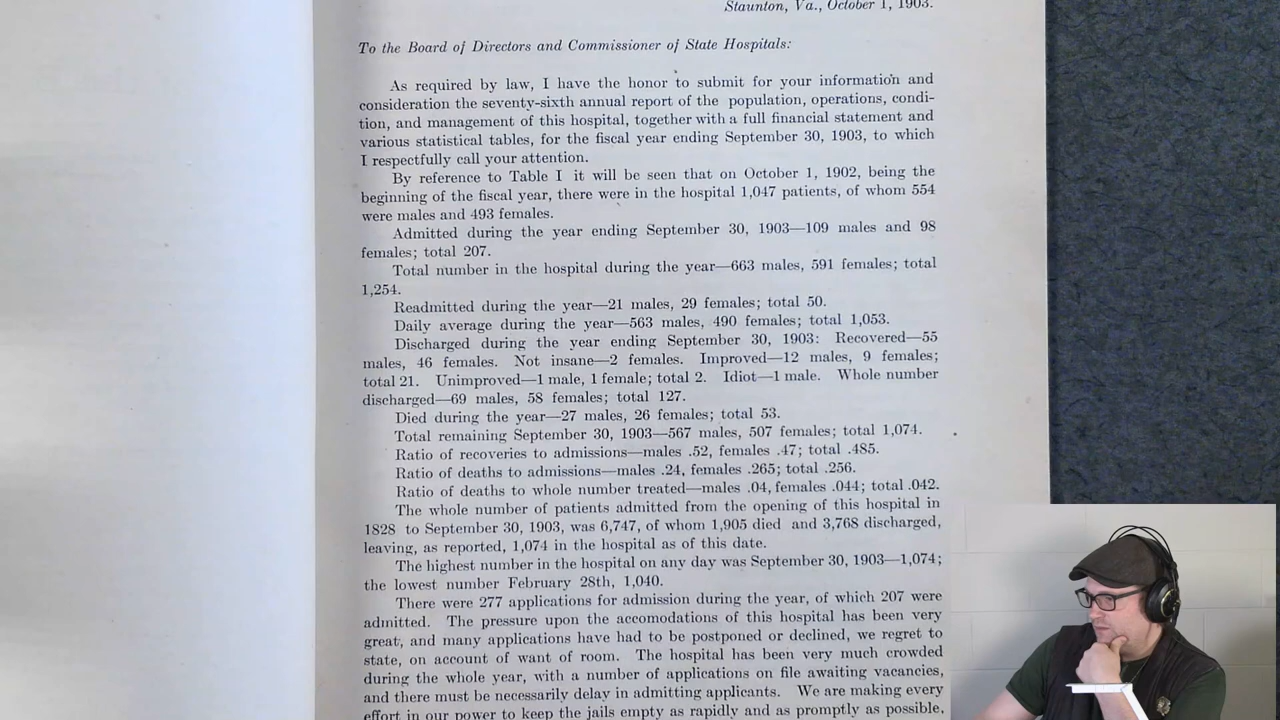 Staunton, Va., October 1, 1903.
To the Board of Directors and Commissioner of State Hospitals:
As required by law, I have the honor to submit for your information and
consideration the seventy-sixth annual report of the population, operations, condi-
tion, and management of this hospital, together with a full financial statement and
various statistical tables, for the fiscal year ending September 30, 1903, to which
I respectfully call your attention.
By reference to Table I it will be seen that on October 1, 1902, being the
beginning of the fiscal year, there were in the hospital 1,047 patients, of whom 554
were males and 493 females.
Admitted during the year ending September 30, 1903—109 males and 98
females; total 207.
Total number in the hospital during the year—663 males, 591 females; total
1,254.
Readmitted during the year—21 males, 29 females; total 50.
Daily average during the year—563 males, 490 females; total 1,053.
Discharged during the year ending September 30, 1903: Recovered—55
males, 46 females. Not insane—2 females. Improved—12 males, 9 females;
total 21. Unimproved—1 male, 1 female; total 2. Idiot—1 male. Whole number
discharged—69 males, 58 females; total 127.
Died during the year—27 males, 26 females; total 53.
Total remaining September 30, 1903—567 males, 507 females; total 1,074.
Ratio of recoveries to admissions—males .52, females .47; total .485.
Ratio of deaths to admissions—males .24, females .265; total .256.
Ratio of deaths to whole number treated—males .04, females .044; total .042.
The whole number of patients admitted from the opening of this hospital in
1828 to September 30, 1903, was 6,747, of whom 1,905 died and 3,768 discharged,
leaving, as reported, 1,074 in the hospital as of this date.
The highest number in the hospital on any day was September 30, 1903—1,074;
the lowest number February 28th, 1,040.
There were 277 applications for admission during the year, of which 207 were
admitted. The pressure upon the accomodations of this hospital has been very
great, and many applications have had to be postponed or declined, we regret to
state, on account of want of room. The hospital has been very much crowded
during the whole year, with a number of applications on file awaiting vacancies,
and there must be necessarily delay in admitting applicants. We are making every
effort in our power to keep the jails empty as rapidly and as promptly as possible,